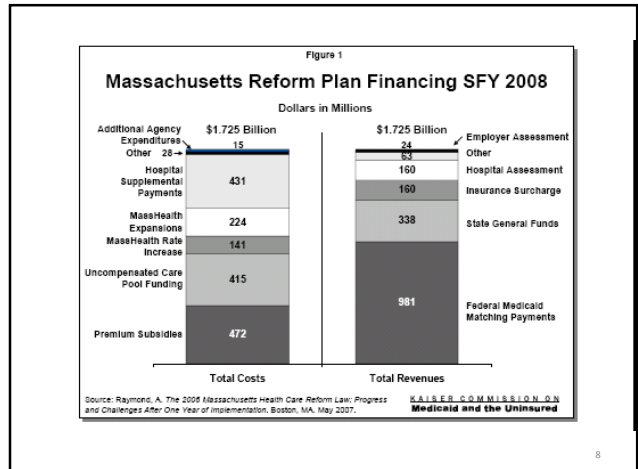 Figure 1
Massachusetts Reform Plan Financing SFY 2008
Dollars in Millions
$1.725 Billion
Additional Agency
Expenditures
15
Other 28
Hospital
Supplemental
Payments
431
MassHealth
Expansions
224
MassHealth Rate
Increase
141
Uncompensated Care
Pool Funding
415
Premium Subsidies
472
Total Costs
$1.725 Billion
24
Employer Assessment
63
Other
160
Hospital Assessment
160
Insurance Surcharge
338
State General Funds
981
Federal Medicaid
Matching Payments
Total Revenues
Source: Raymond, A. The 2006 Massachusetts Health Care Reform Law: Progress
and Challenges After One Year of Implementation. Boston, MA. May 2007.
KAISER COMMISSION ON
Medicaid and the Uninsured
8